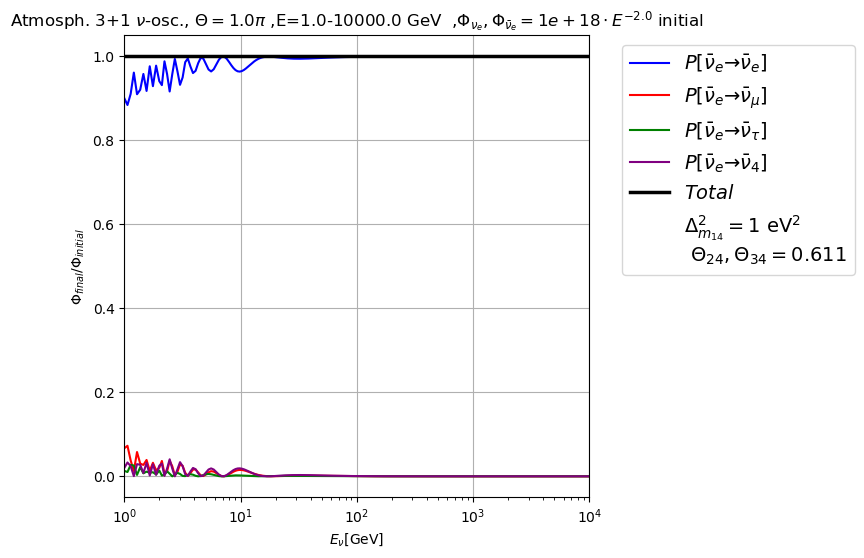 Atmosph. 3+1 ν-osc., Θ = 1.0π ,E=1.0-10000.0 GeV ,Φ_{ν_e}, Φ_{ν̄_e} = 1e + 18 · E^{−2.0} initial
P[ν̄_e→ν̄_e]
P[ν̄_e→ν̄_μ]
P[ν̄_e→ν̄_τ]
P[ν̄_e→ν̄_4]
Total
Δ^2_{m_{14}} = 1 eV^2
Θ_{24}, Θ_{34} = 0.611
Φ_{final}/Φ_{initial}
1.0
0.8
0.6
0.4
0.2
0.0
10^0
10^1
10^2
10^3
10^4
E_ν[GeV]